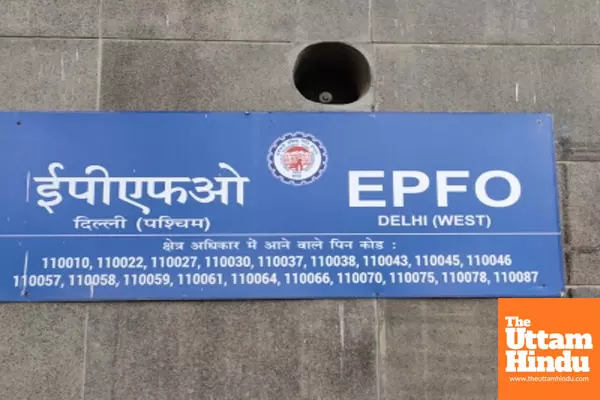 ईपीएफओ
EPFO
दिल्ली (पश्चिम)
DELHI (WEST)
क्षेत्र अधिकार में आने वाले पिन कोड :
110010, 110022, 110027, 110030, 110037, 110038, 110043, 110045, 110046
110057, 110058, 110059, 110061, 110064, 110066, 110070, 110075, 110078, 110087
The
Uttam
Hindu
www.theuttamhindu.com